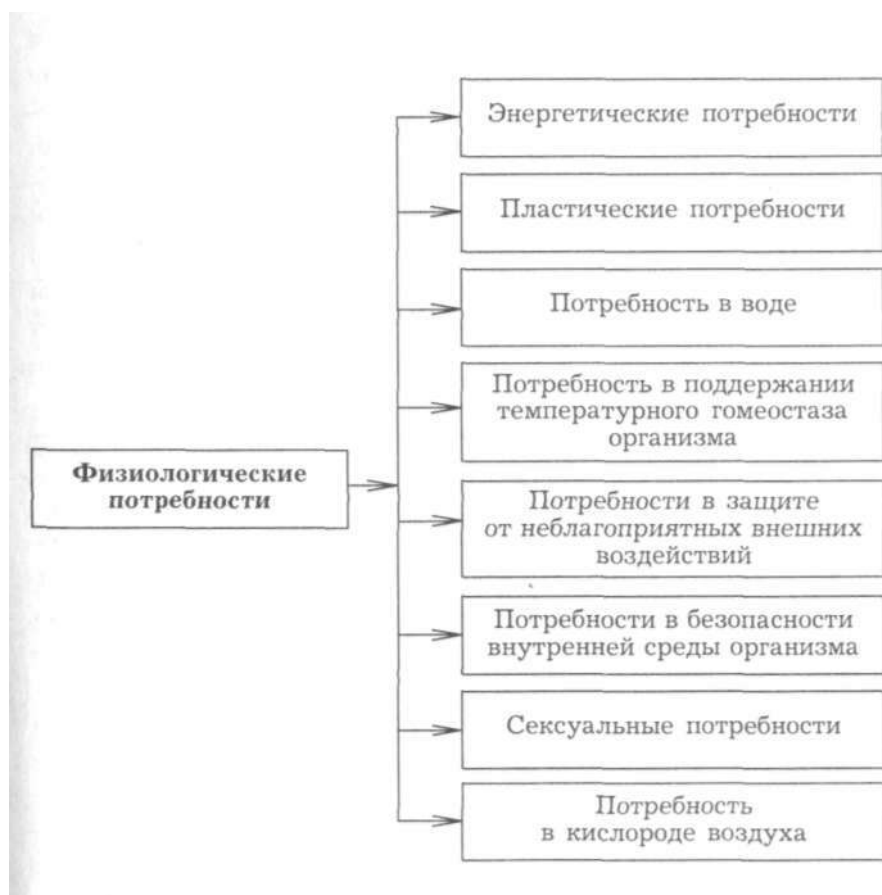 Энергетические потребности
Пластические потребности
Потребность в воде
Потребность в поддержании
температурного гомеостаза
организма
Физиологические
потребности
Потребности в защите
от неблагоприятных внешних
воздействий
Потребности в безопасности
внутренней среды организма
Сексуальные потребности
Потребность
в кислороде воздуха